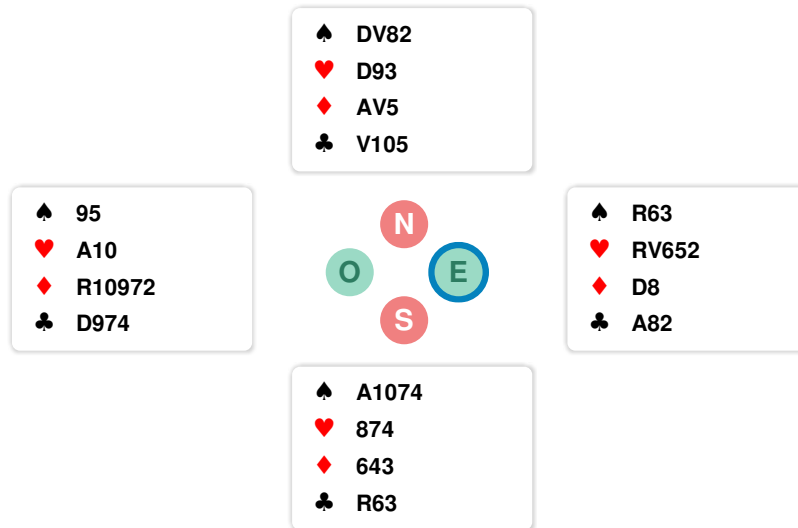 ♠ DV82
♥ D93
♦ AV5
♣ V105
♠ 95
♥ A10
♦ R10972
♣ D974
N
O E
S
♠ R63
♥ RV652
♦ D8
♣ A82
♠ A1074
♥ 874
♦ 643
♣ R63